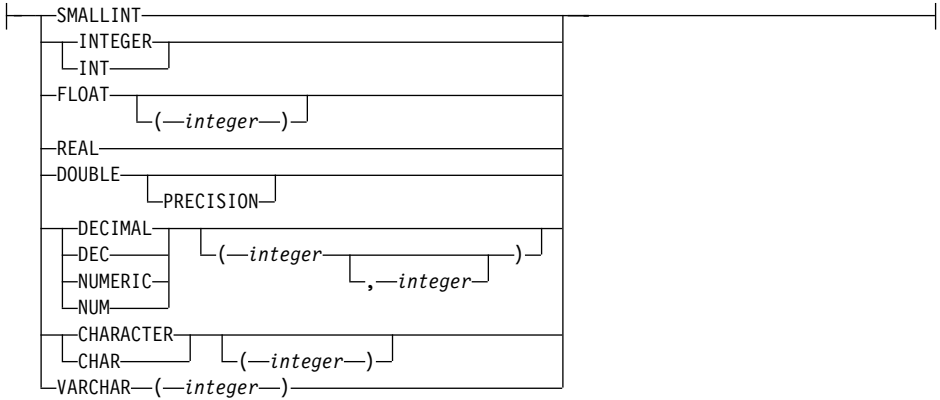 SMALLINT
INTEGER
INT
FLOAT
(integer)
REAL
DOUBLE
PRECISION
DECIMAL
DEC (integer )
NUMERIC , integer
NUM
CHARACTER
CHAR (integer)
VARCHAR (integer)